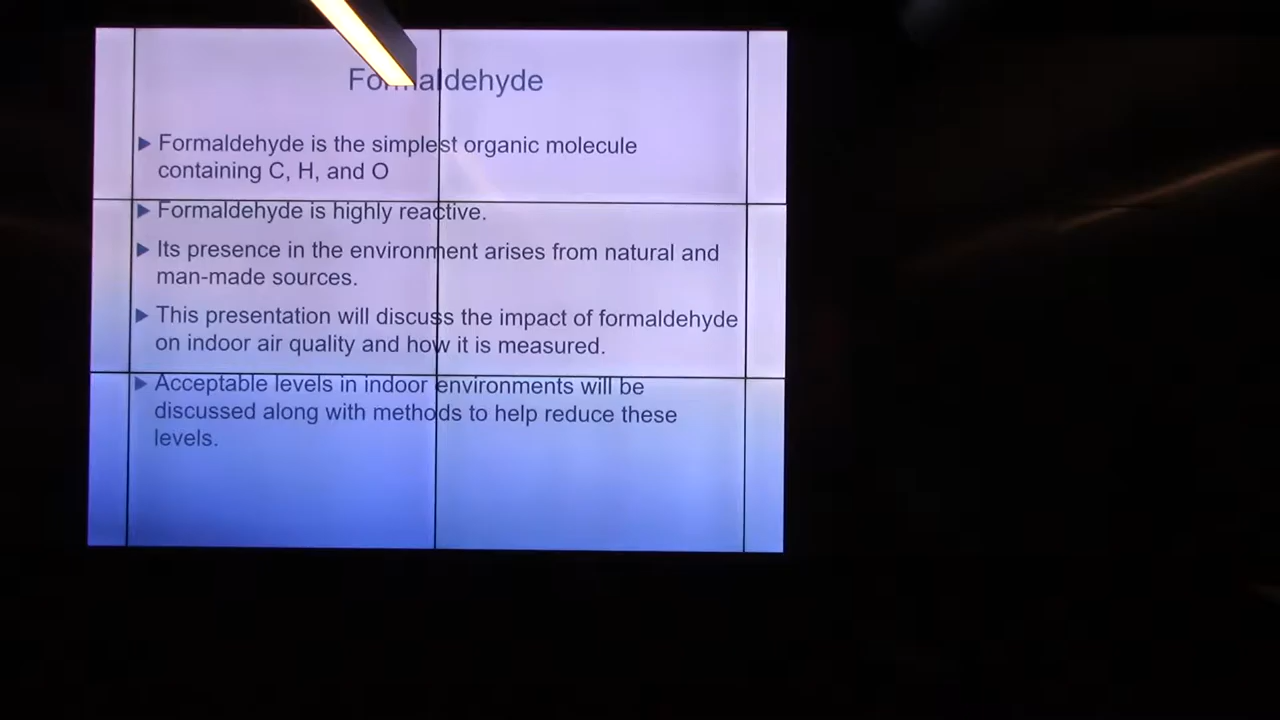 Formaldehyde
▶ Formaldehyde is the simplest organic molecule
containing C, H, and O
▶ Formaldehyde is highly reactive.
▶ Its presence in the environment arises from natural and
man-made sources.
▶ This presentation will discuss the impact of formaldehyde
on indoor air quality and how it is measured.
▶ Acceptable levels in indoor environments will be
discussed along with methods to help reduce these
levels.